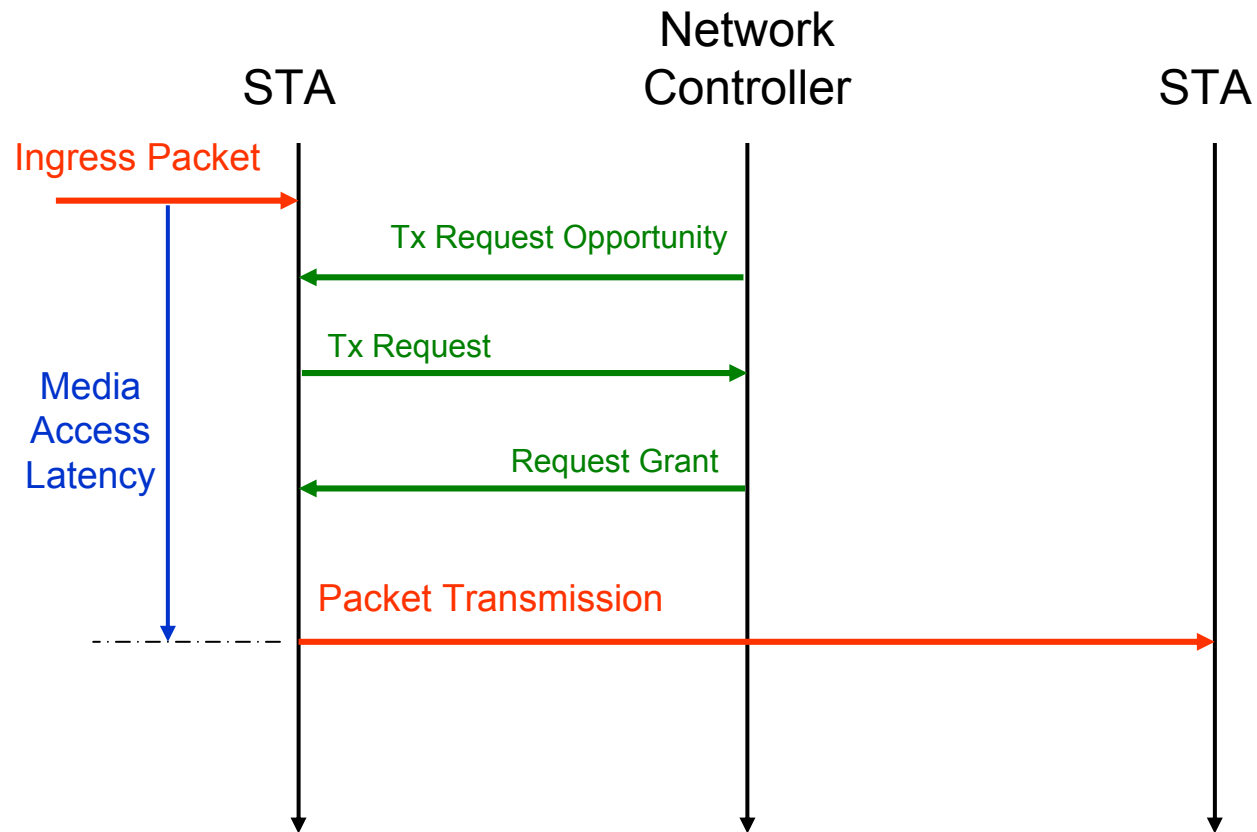 Network
Controller
STA
STA
Ingress Packet
Tx Request Opportunity
Tx Request
Media
Access
Latency
Request Grant
Packet Transmission